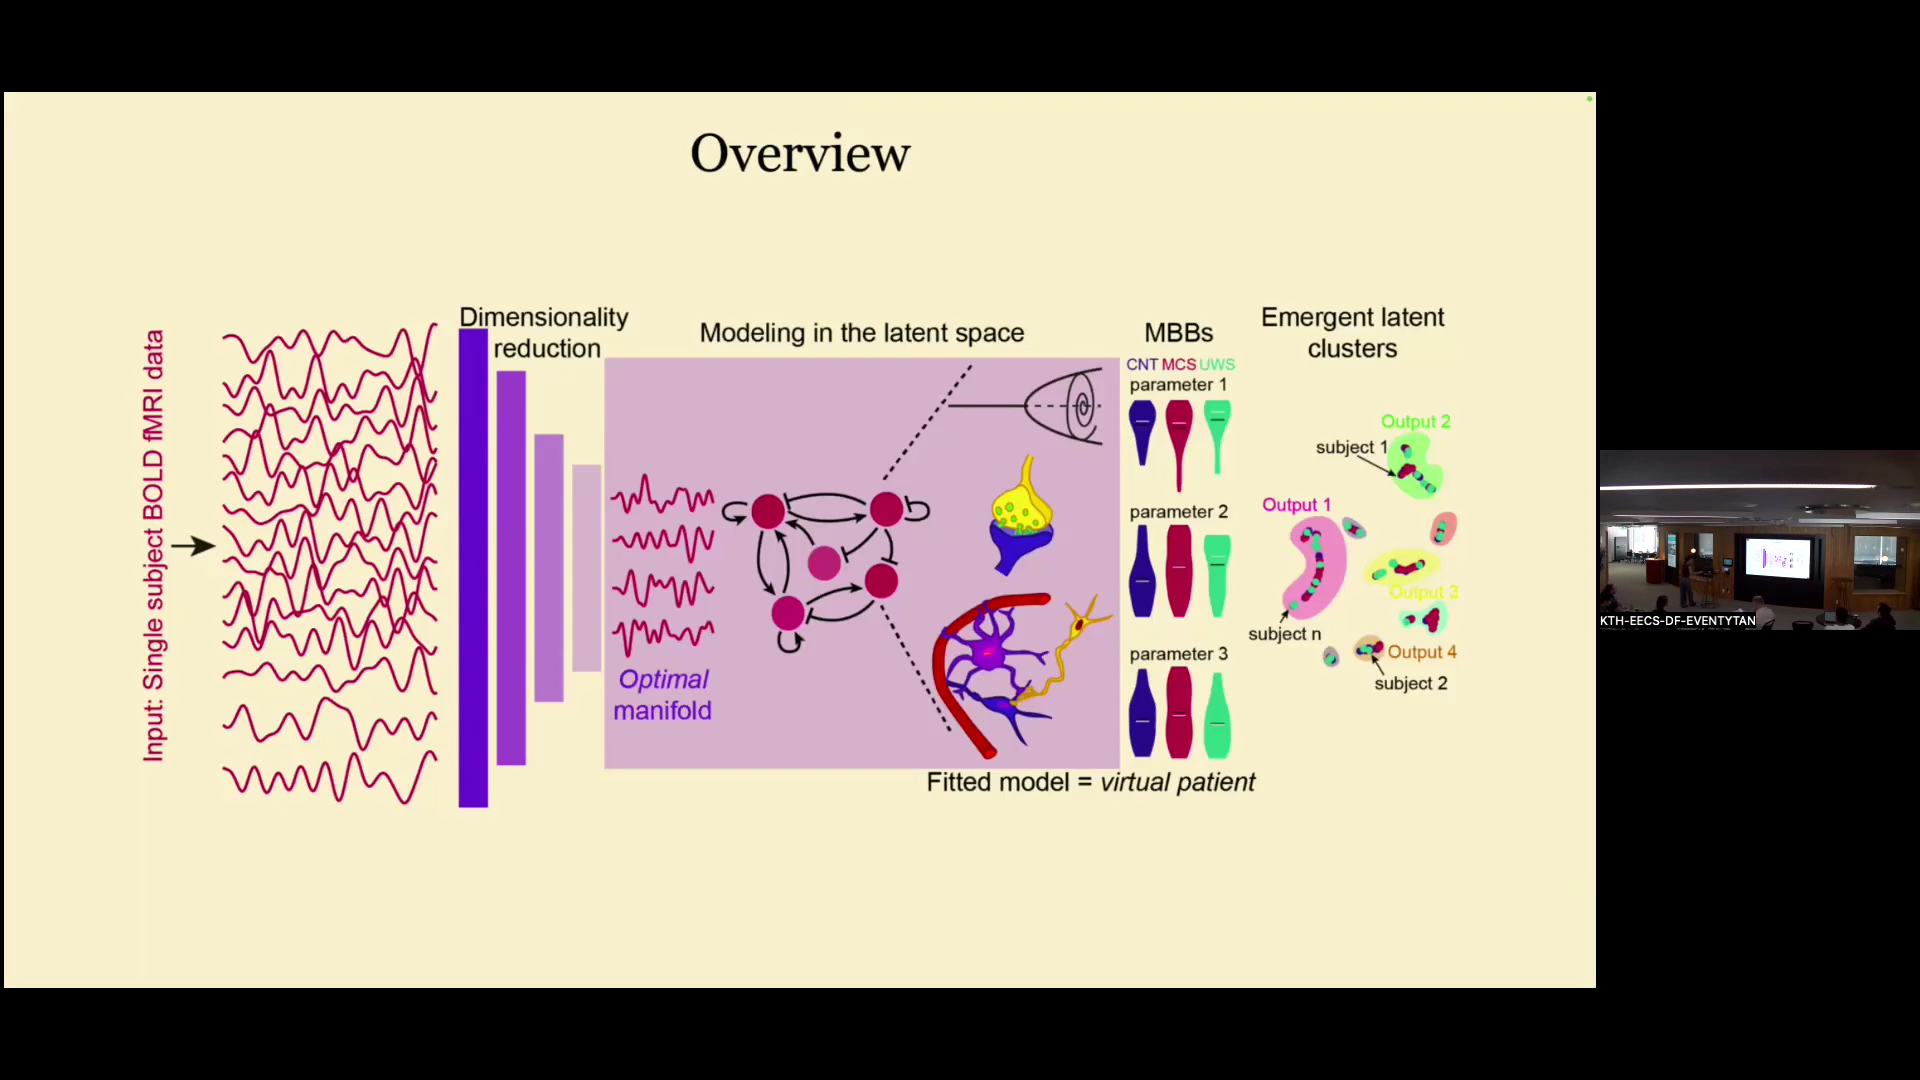 Overview
Input: Single subject BOLD fMRI data
Dimensionality
reduction
Modeling in the latent space
Optimal
manifold
MBBs
CNT MCS UWS
parameter 1
parameter 2
parameter 3
Fitted model = virtual patient
Emergent latent
clusters
Output 2
subject 1
Output 1
Output 3
subject n
Output 4
subject 2
KTH-EECS-DF-EVENTYTAN